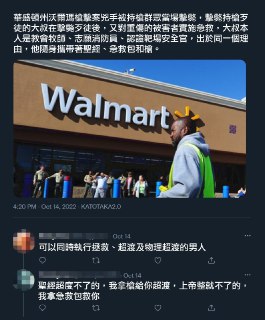 華盛頓州沃爾瑪槍擊案兇手被持槍群眾當場擊斃，擊斃持槍歹
徒的大叔在擊斃歹徒後，又對重傷的被害者實施急救，大叔本
人是教會牧師、志願消防員、認證靶場安全官，出於同一個理
由，他隨身攜帶著聖經、急救包和槍。
Walmart
4:20 PM · Oct 14, 2022 · KATOTAKA2.0
Oct 14
可以同時執行拯救、超渡及物理超渡的男人
Oct 14
聖經超度不了的，我拿槍給你超渡，上帝整救不了的，
我拿急救包救你